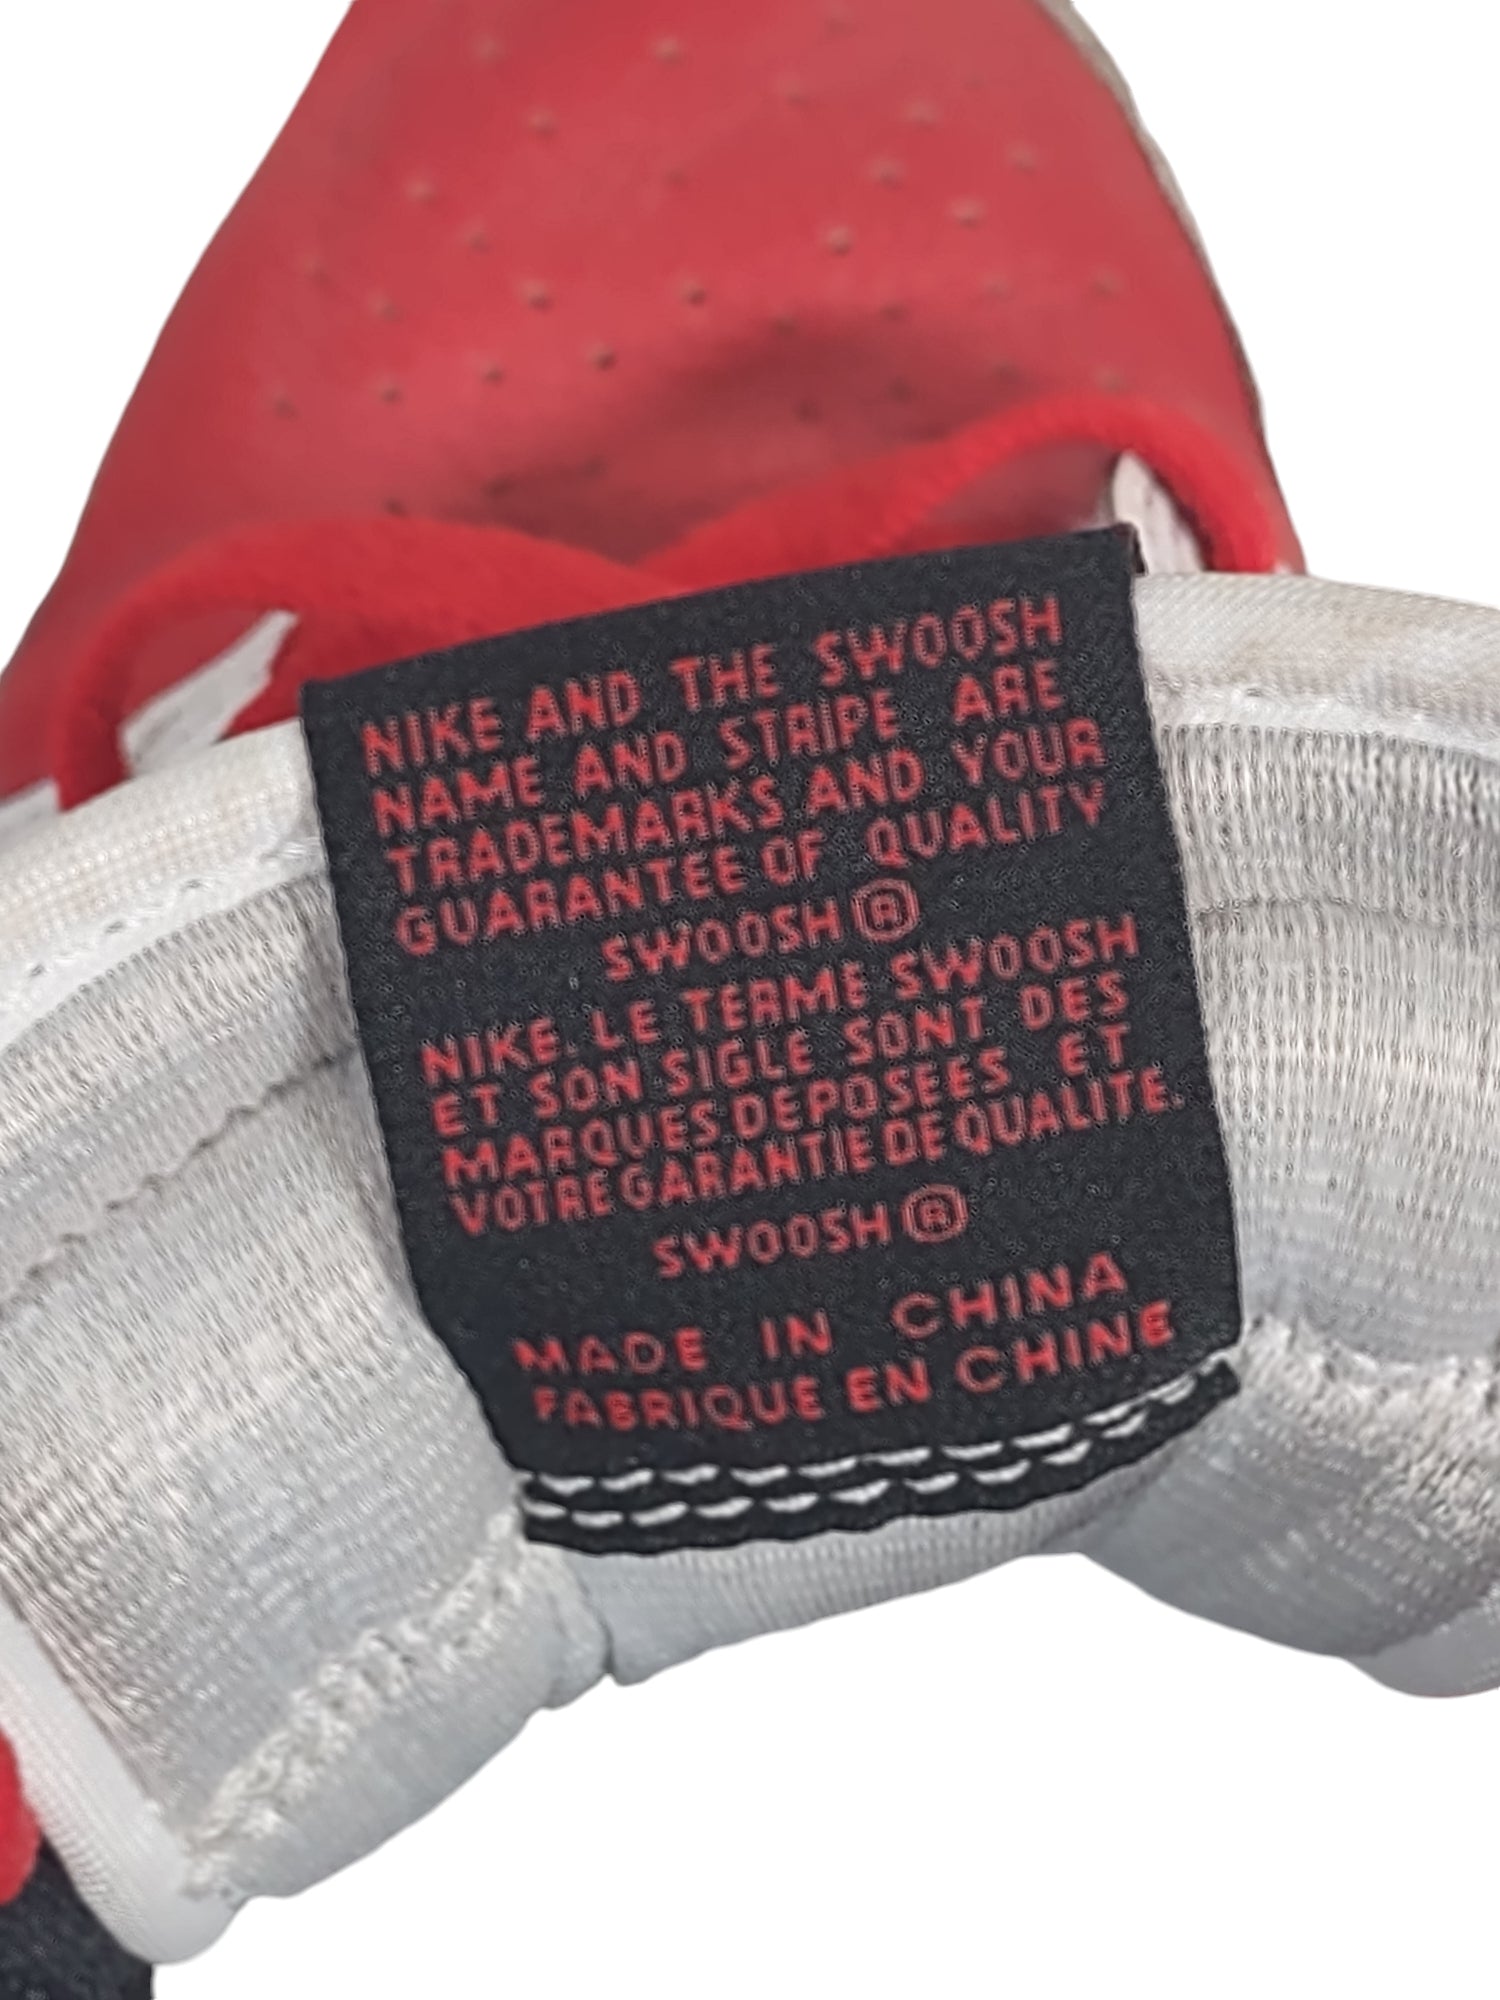 NIKE AND THE SWOOSH
NAME AND STRIPE ARE
TRADEMARKS AND YOUR
GUARANTEE OF QUALITY
SWOOSH ®
NIKE. LE TERME SWOOSH
ET SON SIGLE SONT DES
MARQUES DEPOSEES ET
VOTRE GARANTIE DE QUALITE.
SWOOSH ®
MADE IN CHINA
FABRIQUE EN CHINE